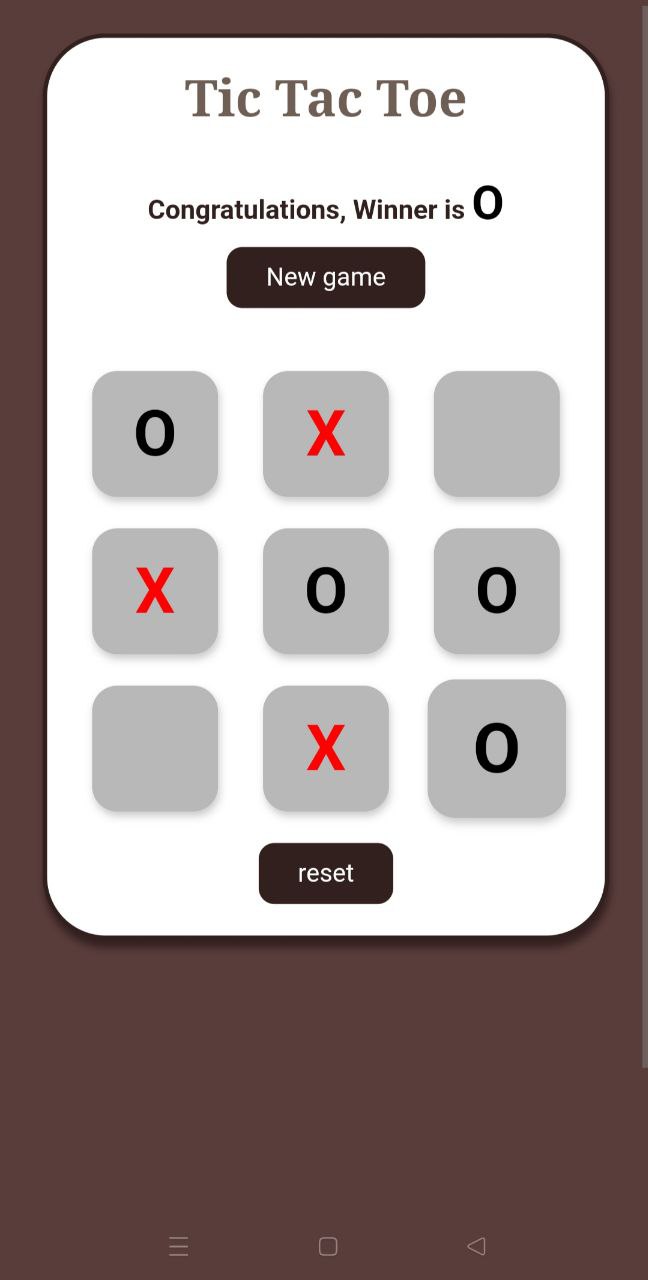 Tic Tac Toe
Congratulations, Winner is O
New game
O X
X O O
X O
reset